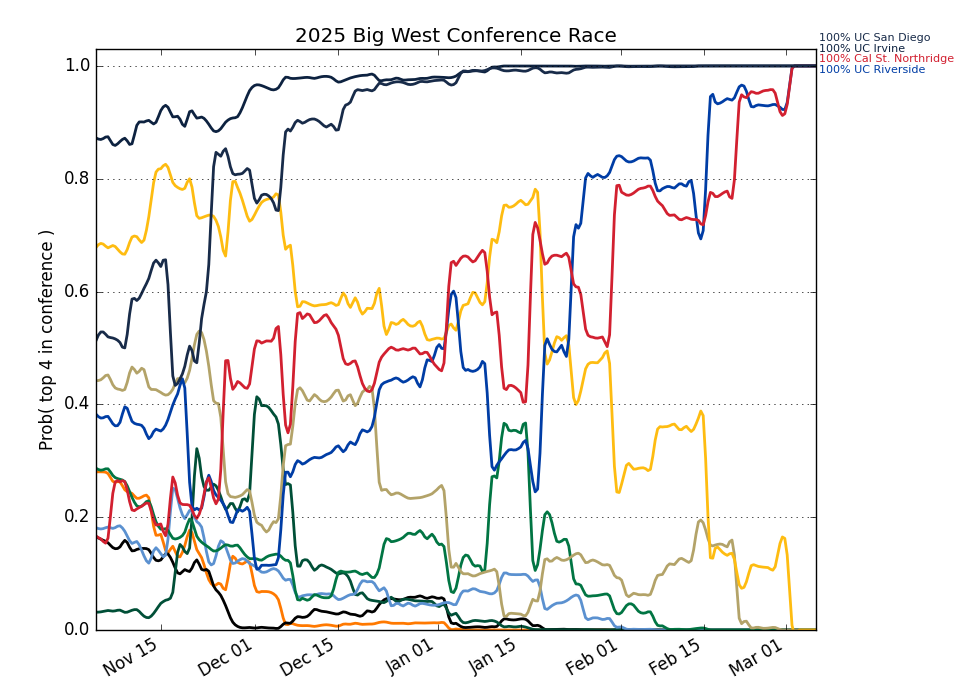 2025 Big West Conference Race
100% UC San Diego
100% UC Irvine
100% Cal St. Northridge
100% UC Riverside
Prob( top 4 in conference )
1.0
0.8
0.6
0.4
0.2
0.0
Nov 15
Dec 01
Dec 15
Jan 01
Jan 15
Feb 01
Feb 15
Mar 01